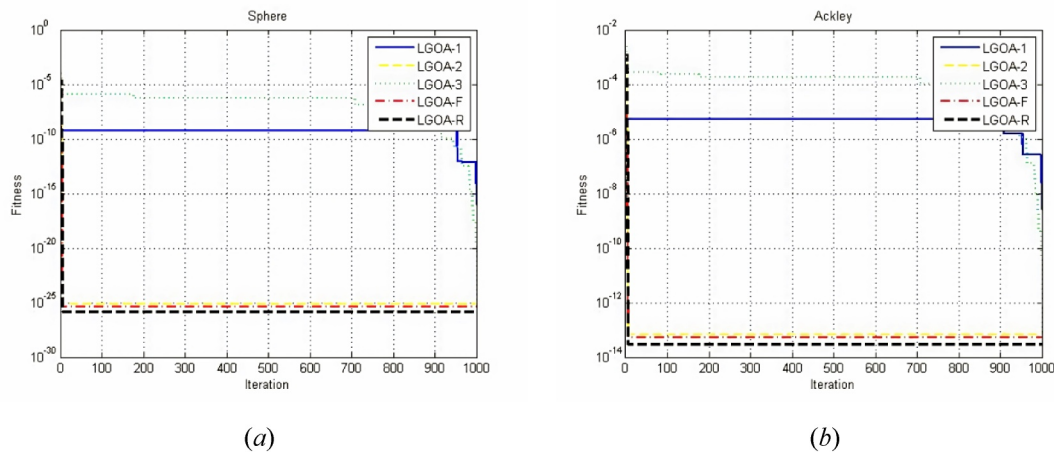 Sphere
10^0
10^-5
10^-10
10^-15
10^-20
10^-25
10^-30
Fitness
0 100 200 300 400 500 600 700 800 900 1000
Iteration
LGOA-1
LGOA-2
LGOA-3
LGOA-F
LGOA-R
(a)
Ackley
10^-2
10^-4
10^-6
10^-8
10^-10
10^-12
10^-14
Fitness
0 100 200 300 400 500 600 700 800 900 1000
Iteration
LGOA-1
LGOA-2
LGOA-3
LGOA-F
LGOA-R
(b)